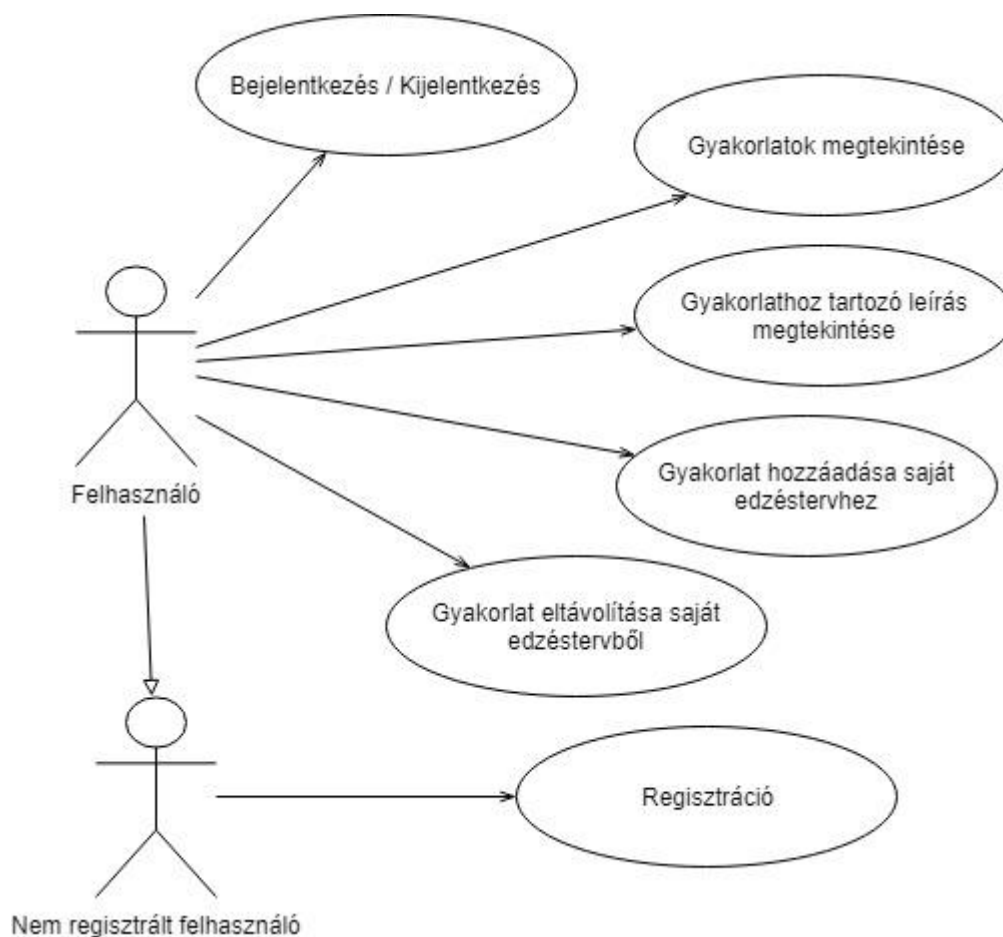 Bejelentkezés / Kijelentkezés
Gyakorlatok megtekintése
Gyakorlathoz tartozó leírás
megtekintése
Gyakorlat hozzáadása saját
edzéstervhez
Felhasználó
Gyakorlat eltávolítása saját
edzéstervből
Regisztráció
Nem regisztrált felhasználó